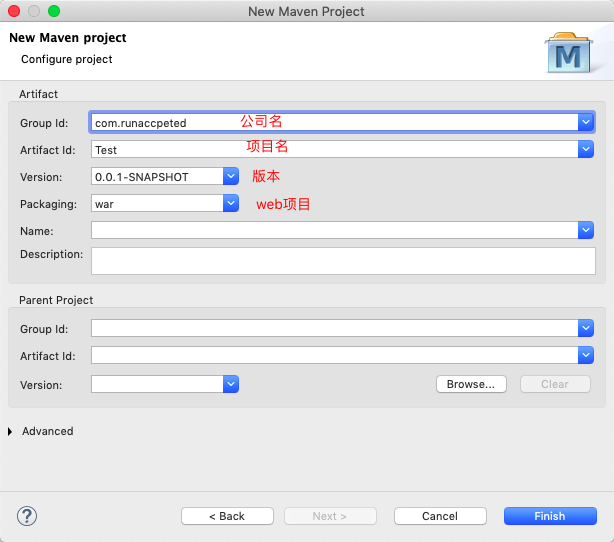 New Maven Project
New Maven project
Configure project
M
Artifact
Group Id: com.runaccpeted 公司名
Artifact Id: Test 项目名
Version: 0.0.1-SNAPSHOT 版本
Packaging: war web项目
Name:
Description:
Parent Project
Group Id:
Artifact Id:
Version: Browse... Clear
Advanced
? < Back Next > Cancel Finish